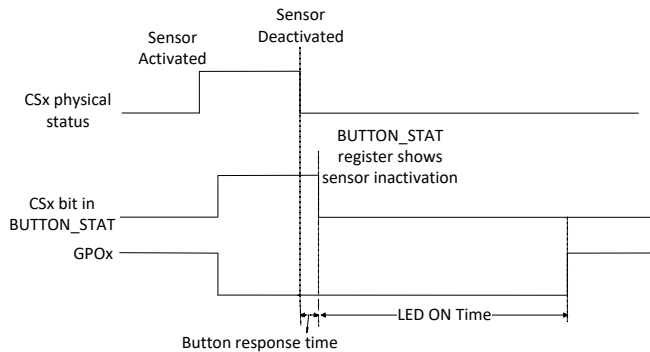 Sensor
Deactivated
Sensor
Activated
CSx physical
status
BUTTON_STAT
register shows
sensor inactivation
CSx bit in
BUTTON_STAT
GPOx
LED ON Time
Button response time